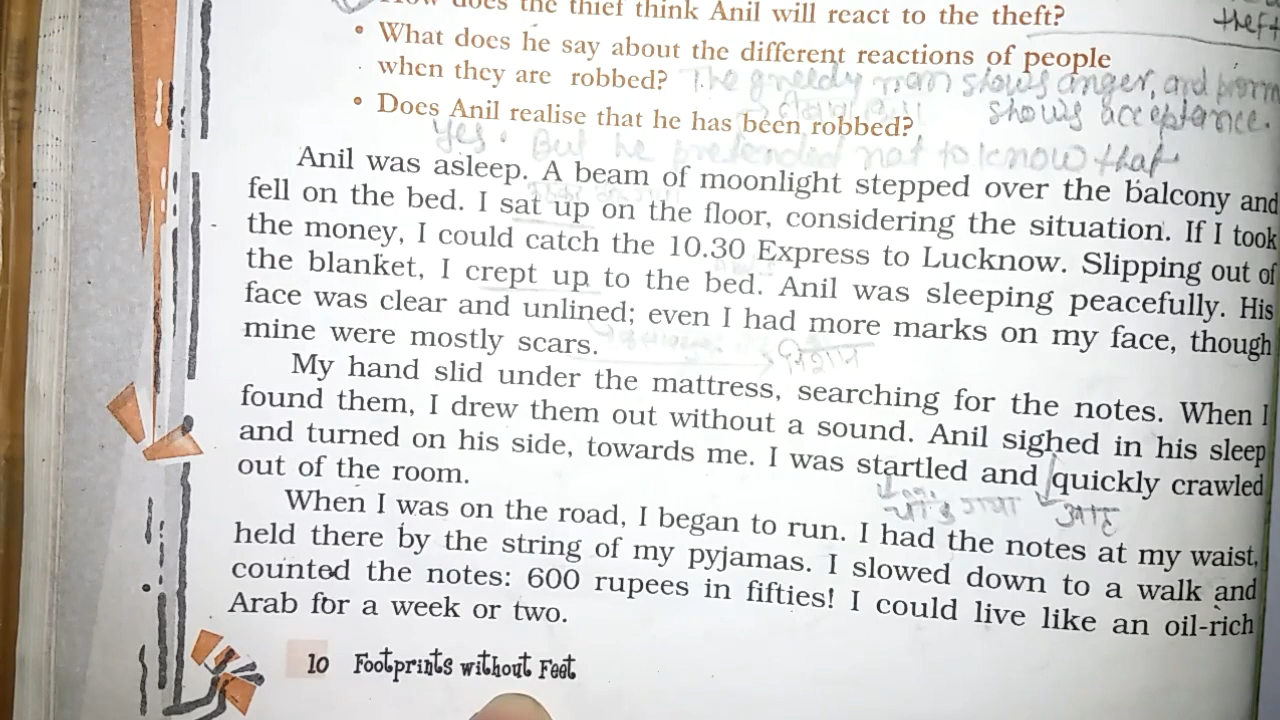 How does the thief think Anil will react to the theft?
theft
• What does he say about the different reactions of people
when they are robbed? The greedy man shows anger, and
shows acceptance.
• Does Anil realise that he has been robbed?
Yes. But he pretended not to know that
Anil was asleep. A beam of moonlight stepped over the balcony and
fell on the bed. I sat up on the floor, considering the situation. If I took
the money, I could catch the 10.30 Express to Lucknow. Slipping out of
the blanket, I crept up to the bed. Anil was sleeping peacefully. His
face was clear and unlined; even I had more marks on my face, though
mine were mostly scars.
निशान
My hand slid under the mattress, searching for the notes. When I
found them, I drew them out without a sound. Anil sighed in his sleep
and turned on his side, towards me. I was startled and quickly crawled
out of the room.
When I was on the road, I began to run. I had the notes at my waist,
held there by the string of my pyjamas. I slowed down to a walk and
counted the notes: 600 rupees in fifties! I could live like an oil-rich
Arab for a week or two.
10 Footprints without Feet